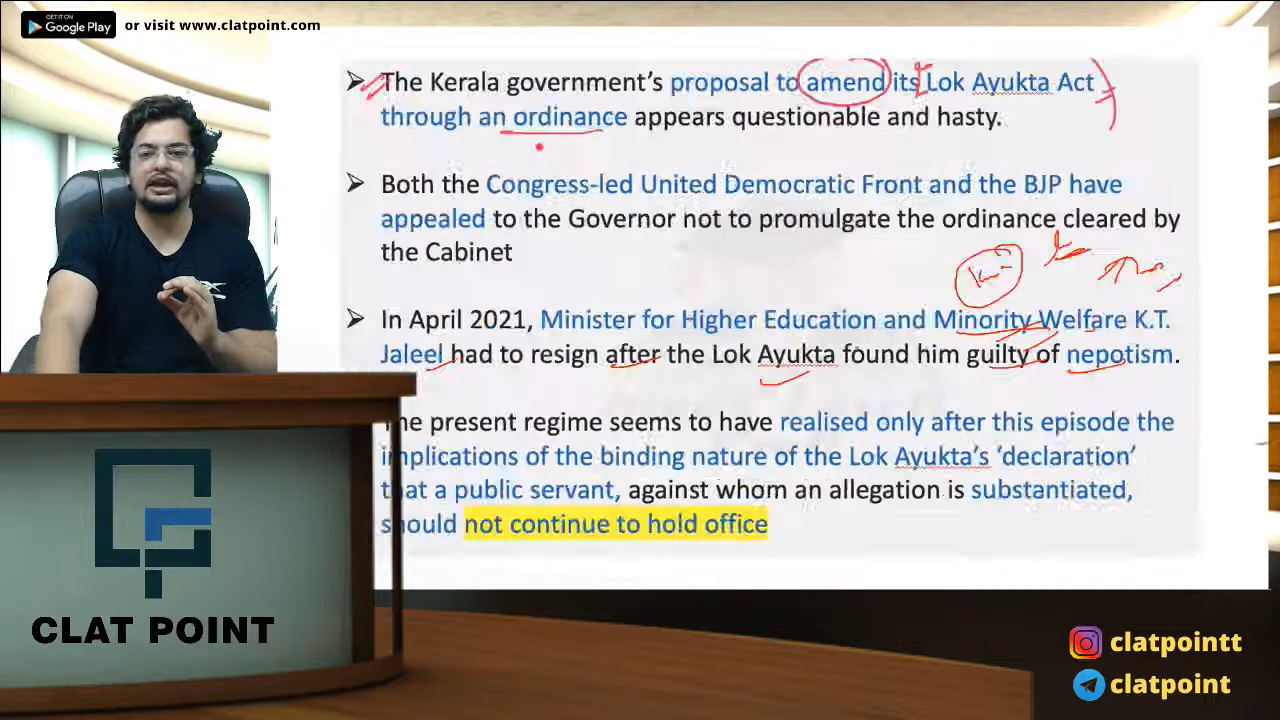 GET IT ON
Google Play
or visit www.clatpoint.com
The Kerala government's proposal to amend its Lok Ayukta Act
through an ordinance appears questionable and hasty.
Both the Congress-led United Democratic Front and the BJP have
appealed to the Governor not to promulgate the ordinance cleared by
the Cabinet
In April 2021, Minister for Higher Education and Minority Welfare K.T.
Jaleel had to resign after the Lok Ayukta found him guilty of nepotism.
he present regime seems to have realised only after this episode the
implications of the binding nature of the Lok Ayukta's 'declaration'
that a public servant, against whom an allegation is substantiated,
should not continue to hold office
CLAT POINT
clatpointt
clatpoint